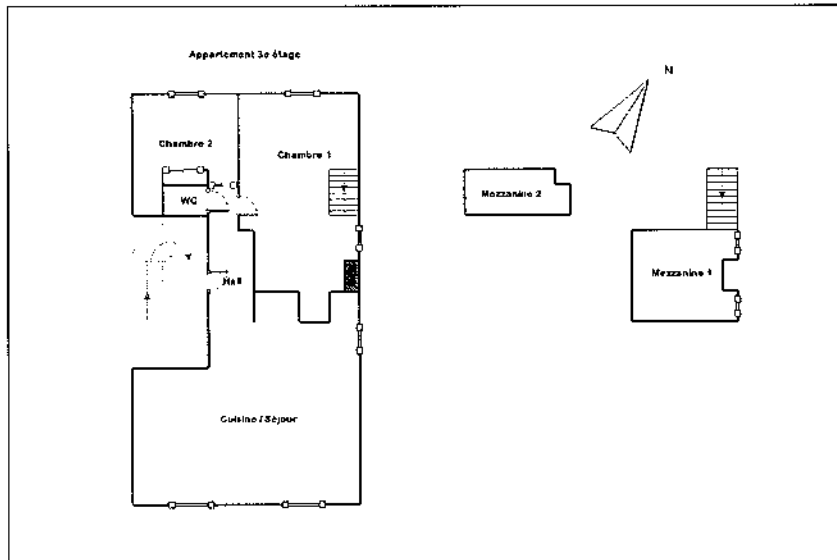 Appartement 3e étage
N
Chambre 2
Chambre 1
WC
Mezzanine 2
Hall
Mezzanine 1
Cuisine / Séjour